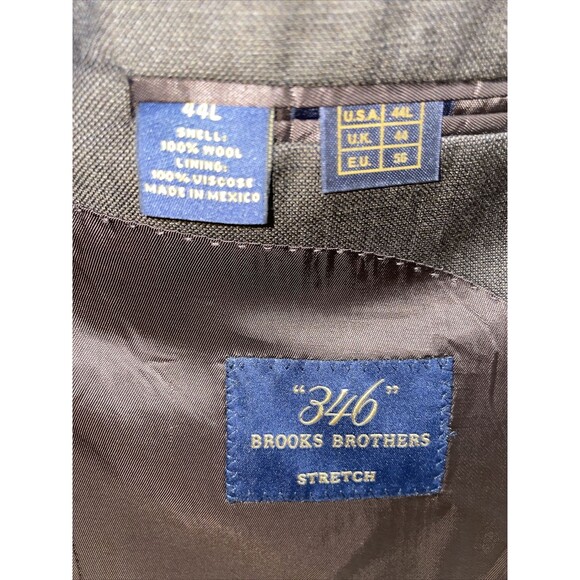 44L
SHELL:
100% WOOL
LINING:
100% VISCOSE
MADE IN MEXICO
U.S.A. 44L
U.K. 44
E.U. 56
"346"
BROOKS BROTHERS
STRETCH